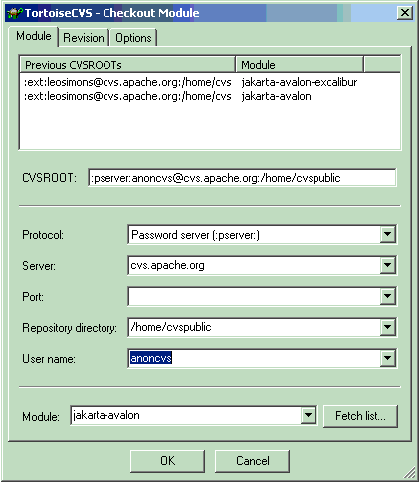 TortoiseCVS - Checkout Module
Module Revision Options
Previous CVSROOTs Module
:ext:leosimons@cvs.apache.org:/home/cvs jakarta-avalon-excalibur
:ext:leosimons@cvs.apache.org:/home/cvs jakarta-avalon
CVSROOT: :pserver:anoncvs@cvs.apache.org:/home/cvspublic
Protocol: Password server (:pserver:)
Server: cvs.apache.org
Port:
Repository directory: /home/cvspublic
User name: anoncvs
Module: jakarta-avalon Fetch list...
OK Cancel